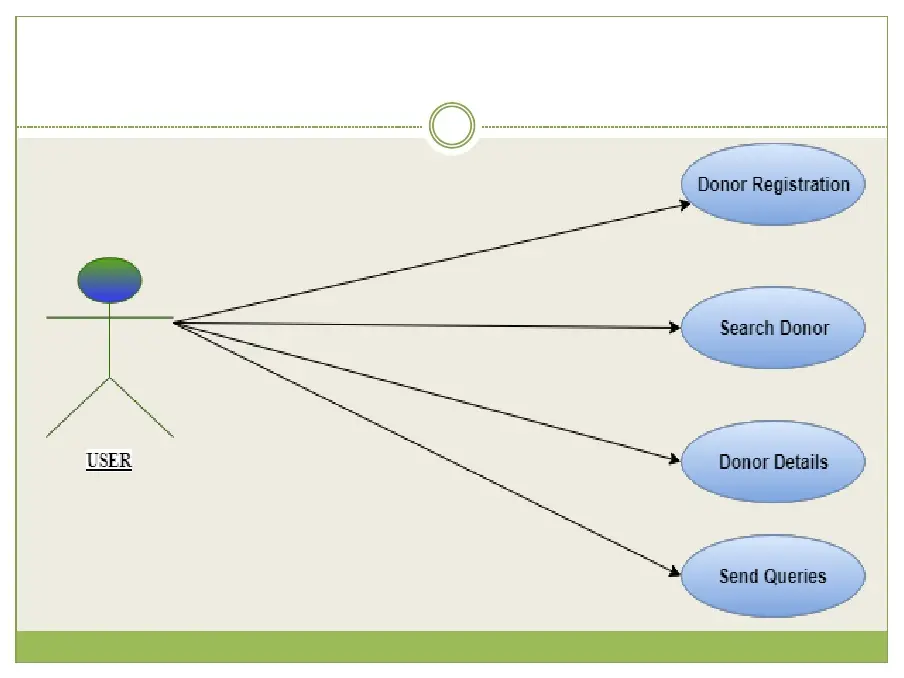 Donor Registration
Search Donor
Donor Details
USER
Send Queries